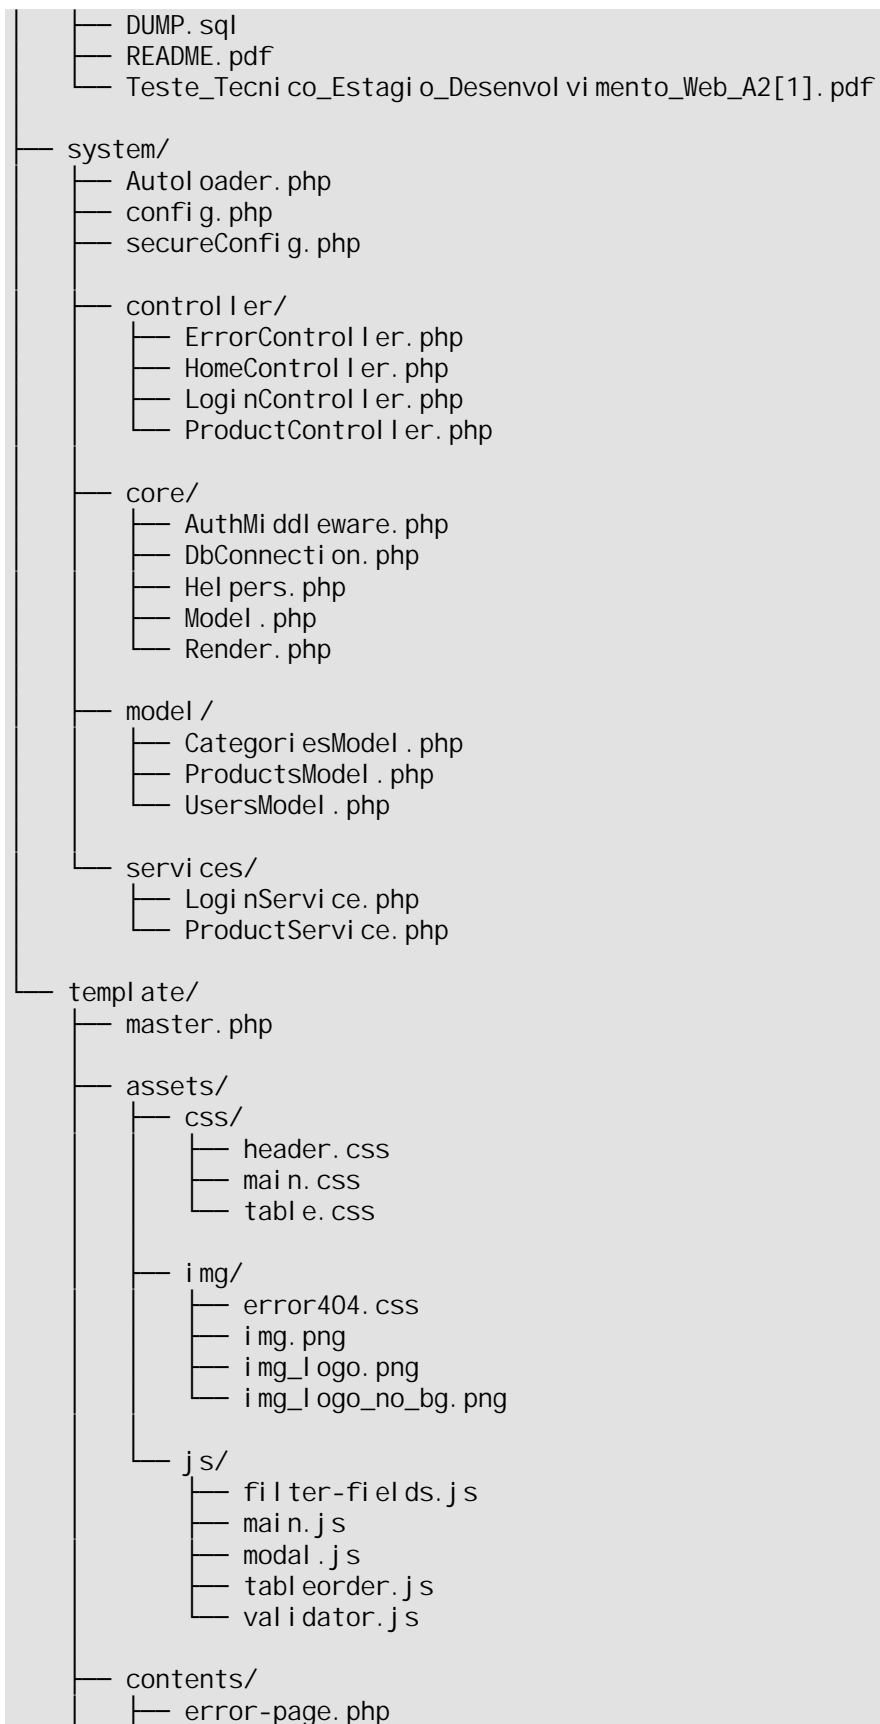 │   ├── DUMP.sql
│   ├── README.pdf
│   └── Teste_Tecnico_Estagio_Desenvolvimento_Web_A2[1].pdf
│
├── system/
│   ├── Autoloader.php
│   ├── config.php
│   ├── secureConfig.php
│   │
│   ├── controller/
│   │   ├── ErrorController.php
│   │   ├── HomeController.php
│   │   ├── LoginController.php
│   │   └── ProductController.php
│   │
│   ├── core/
│   │   ├── AuthMiddleware.php
│   │   ├── DbConnection.php
│   │   ├── Helpers.php
│   │   ├── Model.php
│   │   └── Render.php
│   │
│   ├── model/
│   │   ├── CategoriesModel.php
│   │   ├── ProductsModel.php
│   │   └── UsersModel.php
│   │
│   └── services/
│       ├── LoginService.php
│       └── ProductService.php
│
└── template/
    ├── master.php
    │
    ├── assets/
    │   ├── css/
    │   │   ├── header.css
    │   │   ├── main.css
    │   │   └── table.css
    │   │
    │   ├── img/
    │   │   ├── error404.css
    │   │   ├── img.png
    │   │   ├── img_logo.png
    │   │   └── img_logo_no_bg.png
    │   │
    │   └── js/
    │       ├── filter-fields.js
    │       ├── main.js
    │       ├── modal.js
    │       ├── tableorder.js
    │       └── validator.js
    │
    ├── contents/
    │   ├── error-page.php